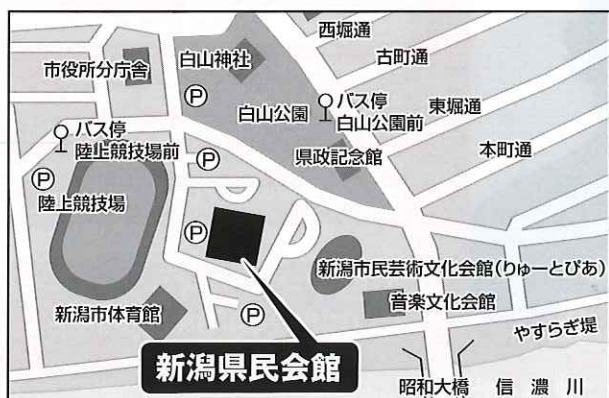 西堀通
古町通
東堀通
本町通
市役所分庁舎
白山神社
Ⓟ
白山公園
バス停
白山公園前
県政記念館
バス停
陸上競技場前
Ⓟ
Ⓟ
陸上競技場
Ⓟ
新潟市民芸術文化会館(りゅーとぴあ)
音楽文化会館
新潟市体育館
Ⓟ
やすらぎ堤
新潟県民会館
昭和大橋
信濃川